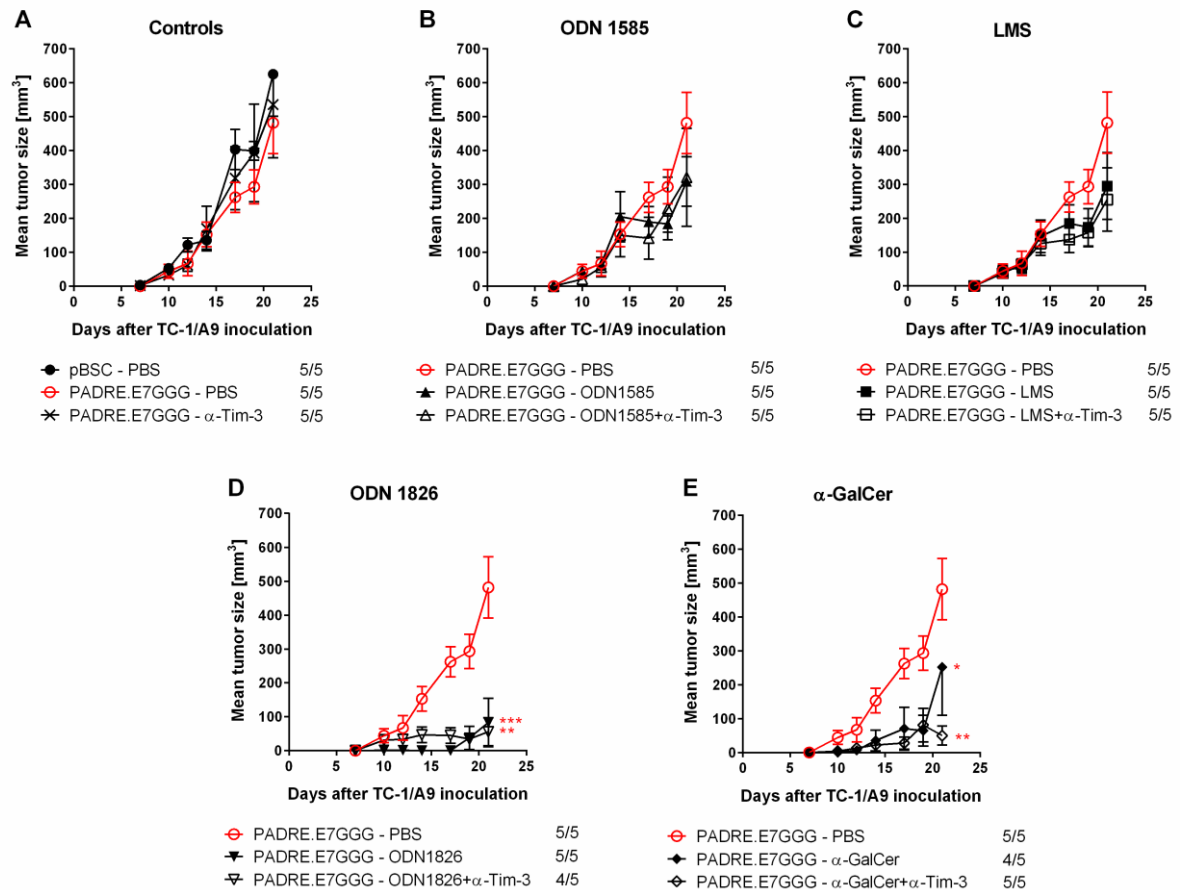 A
Controls
Mean tumor size [mm³]
700
600
500
400
300
200
100
0
0 5 10 15 20 25
Days after TC-1/A9 inoculation
pBSC - PBS 5/5
PADRE.E7GGG - PBS 5/5
PADRE.E7GGG - α-Tim-3 5/5
B
ODN 1585
Mean tumor size [mm³]
700
600
500
400
300
200
100
0
0 5 10 15 20 25
Days after TC-1/A9 inoculation
PADRE.E7GGG - PBS 5/5
PADRE.E7GGG - ODN1585 5/5
PADRE.E7GGG - ODN1585+α-Tim-3 5/5
C
LMS
Mean tumor size [mm³]
700
600
500
400
300
200
100
0
0 5 10 15 20 25
Days after TC-1/A9 inoculation
PADRE.E7GGG - PBS 5/5
PADRE.E7GGG - LMS 5/5
PADRE.E7GGG - LMS+α-Tim-3 5/5
D
ODN 1826
Mean tumor size [mm³]
700
600
500
400
300
200
100
0
0 5 10 15 20 25
***
**
Days after TC-1/A9 inoculation
PADRE.E7GGG - PBS 5/5
PADRE.E7GGG - ODN1826 5/5
PADRE.E7GGG - ODN1826+α-Tim-3 4/5
E
α-GalCer
Mean tumor size [mm³]
700
600
500
400
300
200
100
0
0 5 10 15 20 25
*
**
Days after TC-1/A9 inoculation
PADRE.E7GGG - PBS 5/5
PADRE.E7GGG - α-GalCer 4/5
PADRE.E7GGG - α-GalCer+α-Tim-3 5/5